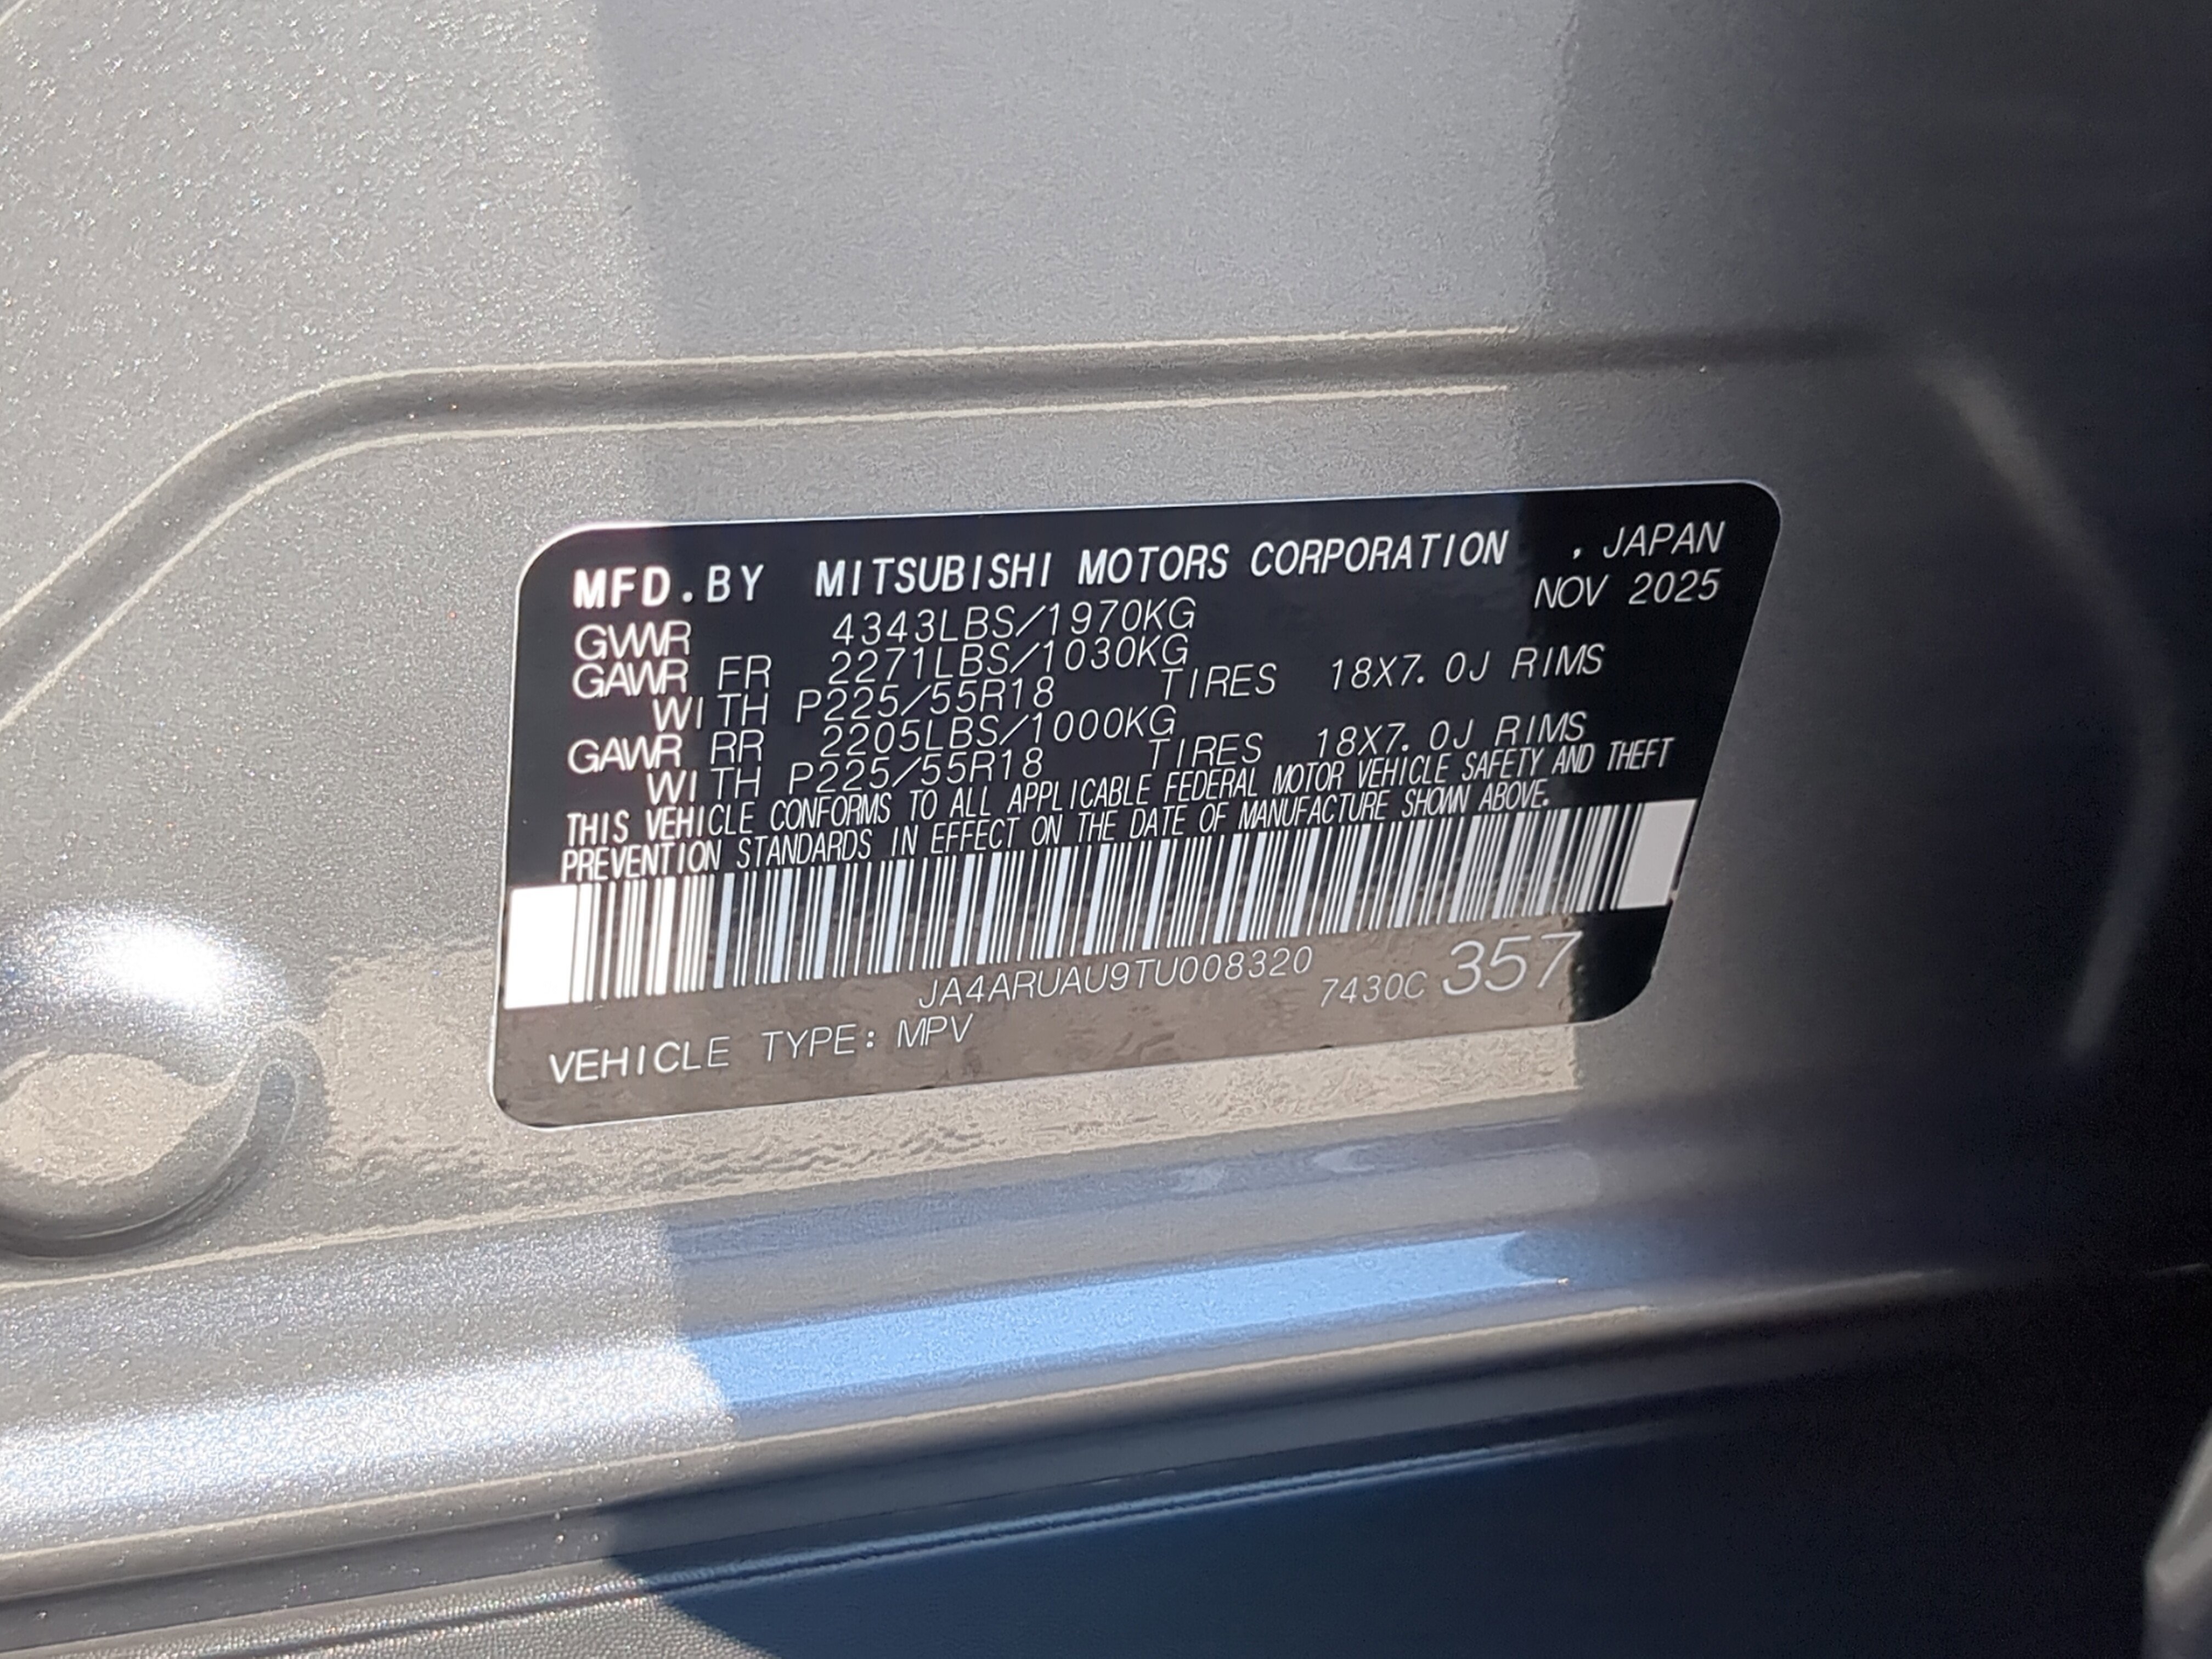 MFD.BY MITSUBISHI MOTORS CORPORATION , JAPAN
NOV 2025
GVWR 4343LBS/1970KG
GAWR FR 2271LBS/1030KG
WITH P225/55R18 TIRES 18X7.0J RIMS
GAWR RR 2205LBS/1000KG
WITH P225/55R18 TIRES 18X7.0J RIMS
THIS VEHICLE CONFORMS TO ALL APPLICABLE FEDERAL MOTOR VEHICLE SAFETY AND THEFT
PREVENTION STANDARDS IN EFFECT ON THE DATE OF MANUFACTURE SHOWN ABOVE.
JA4ARUAU9TU008320 7430C 357
VEHICLE TYPE: MPV